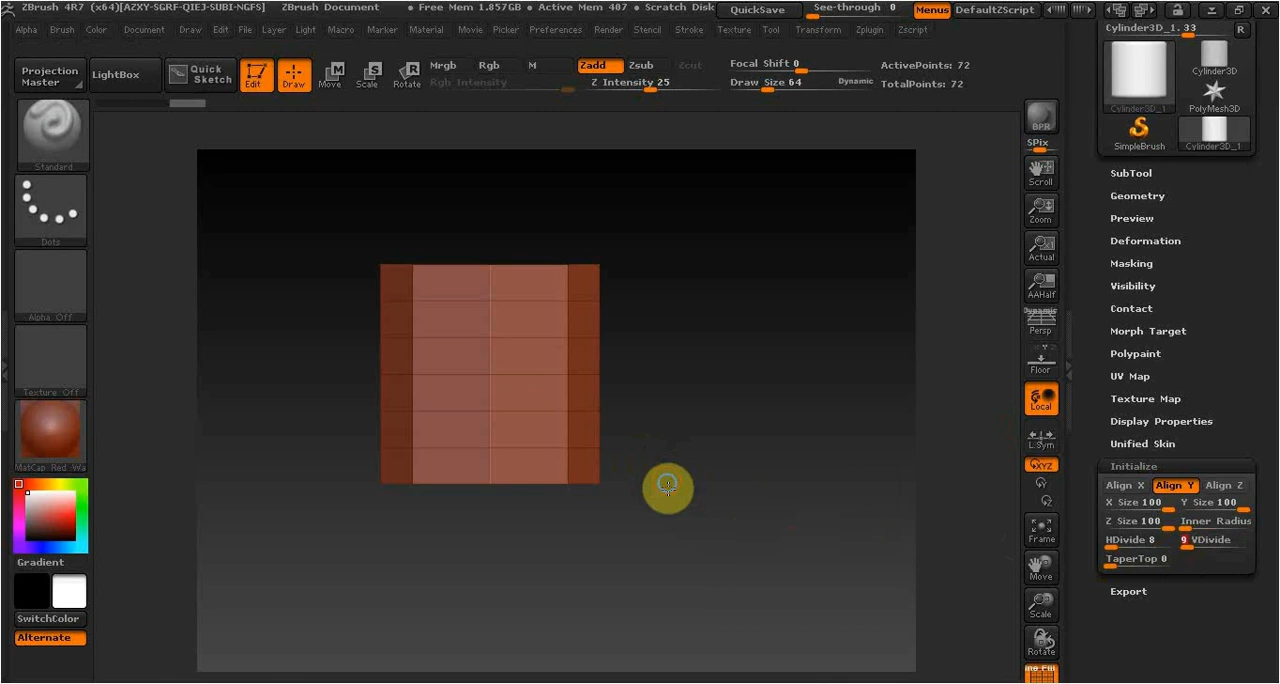 ZBrush 4R7 (x64)[AZXY-SGRF-QIEJ-SUBI-NGFS] ZBrush Document • Free Mem 1.857GB • Active Mem 407 • Scratch Disk QuickSave See-through 0 Menus DefaultZScript
Alpha Brush Color Document Draw Edit File Layer Light Macro Marker Material Movie Picker Preferences Render Stencil Stroke Texture Tool Transform Zplugin Zscript
Projection Master
LightBox
Quick Sketch
Edit
Draw
Move
Scale
Rotate
Mrgb Rgb M
Rgb Intensity
Zadd Zsub Zcut
Z Intensity 25
Focal Shift 0
Draw Size 64 Dynamic
ActivePoints: 72
TotalPoints: 72
Standard
Dots
Alpha Off
Texture Off
MatCap Red Wa
Gradient
SwitchColor
Alternate
BPR
SPix
Scroll
Zoom
Actual
AAHalf
Dynamic
Persp
Floor
Local
L.Sym
XYZ
Y
Z
Frame
Move
Scale
Rotate
Cylinder3D_1. 33 R
Cylinder3D
PolyMesh3D
Cylinder3D_1
SimpleBrush
Cylinder3D_1
SubTool
Geometry
Preview
Deformation
Masking
Visibility
Contact
Morph Target
Polypaint
UV Map
Texture Map
Display Properties
Unified Skin
Initialize
Align X Align Y Align Z
X Size 100 Y Size 100
Z Size 100 Inner Radius
HDivide 8 9 VDivide
TaperTop 0
Export